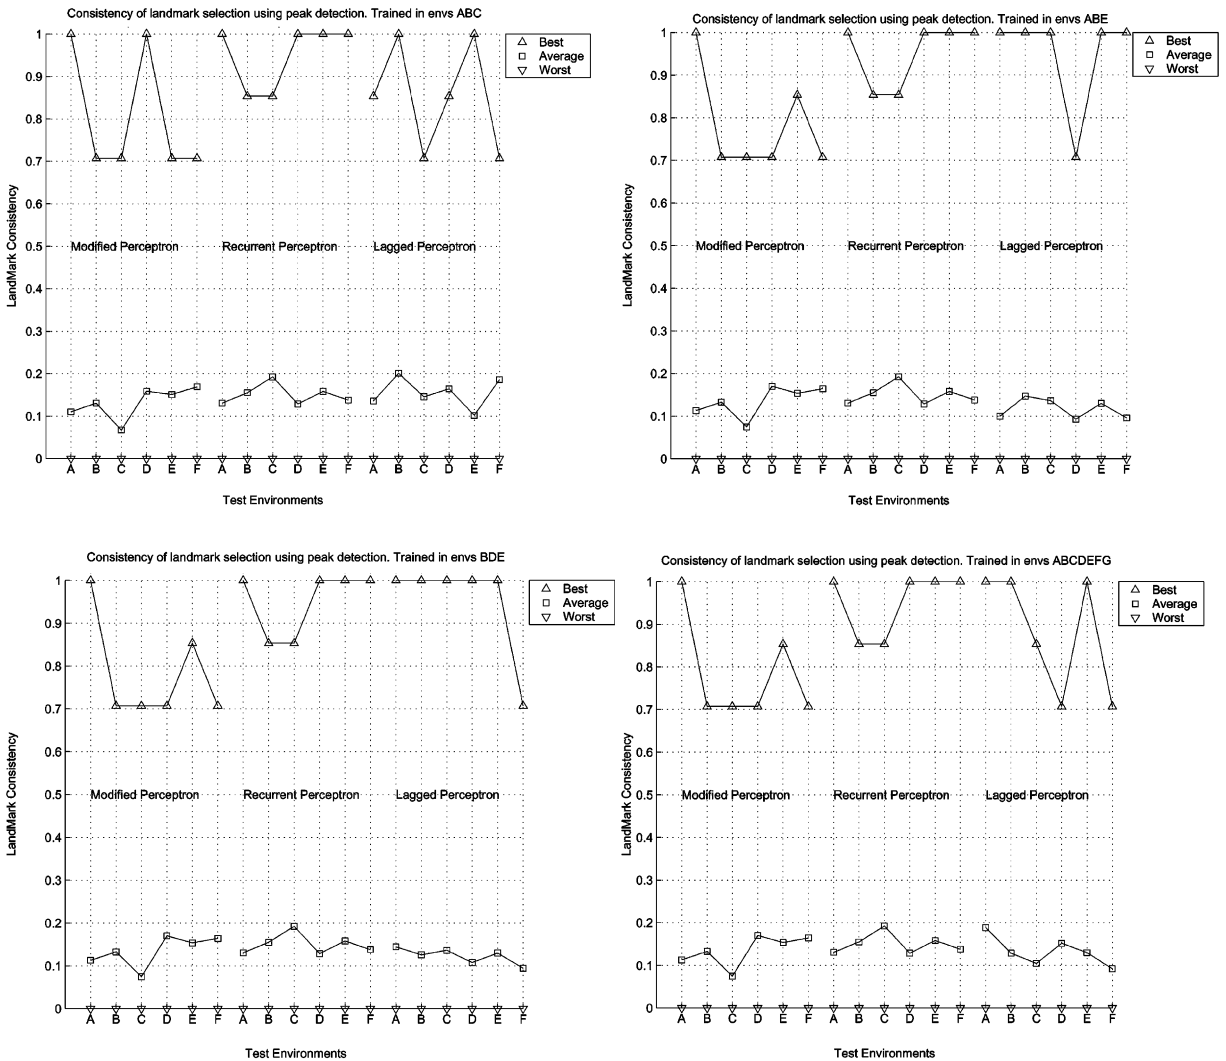 Consistency of landmark selection using peak detection. Trained in envs ABC
1
0.9
0.8
0.7
0.6
0.5
0.4
0.3
0.2
0.1
0
LandMark Consistency
Best
Average
Worst
Modified Perceptron Recurrent Perceptron Lagged Perceptron
A B C D E F A B C D E F A B C D E F
Test Environments
Consistency of landmark selection using peak detection. Trained in envs ABE
1
0.9
0.8
0.7
0.6
0.5
0.4
0.3
0.2
0.1
0
LandMark Consistency
Best
Average
Worst
Modified Perceptron Recurrent Perceptron Lagged Perceptron
A B C D E F A B C D E F A B C D E F
Test Environments
Consistency of landmark selection using peak detection. Trained in envs BDE
1
0.9
0.8
0.7
0.6
0.5
0.4
0.3
0.2
0.1
0
LandMark Consistency
Best
Average
Worst
Modified Perceptron Recurrent Perceptron Lagged Perceptron
A B C D E F A B C D E F A B C D E F
Test Environments
Consistency of landmark selection using peak detection. Trained in envs ABCDEFG
1
0.9
0.8
0.7
0.6
0.5
0.4
0.3
0.2
0.1
0
LandMark Consistency
Best
Average
Worst
Modified Perceptron Recurrent Perceptron Lagged Perceptron
A B C D E F A B C D E F A B C D E F
Test Environments